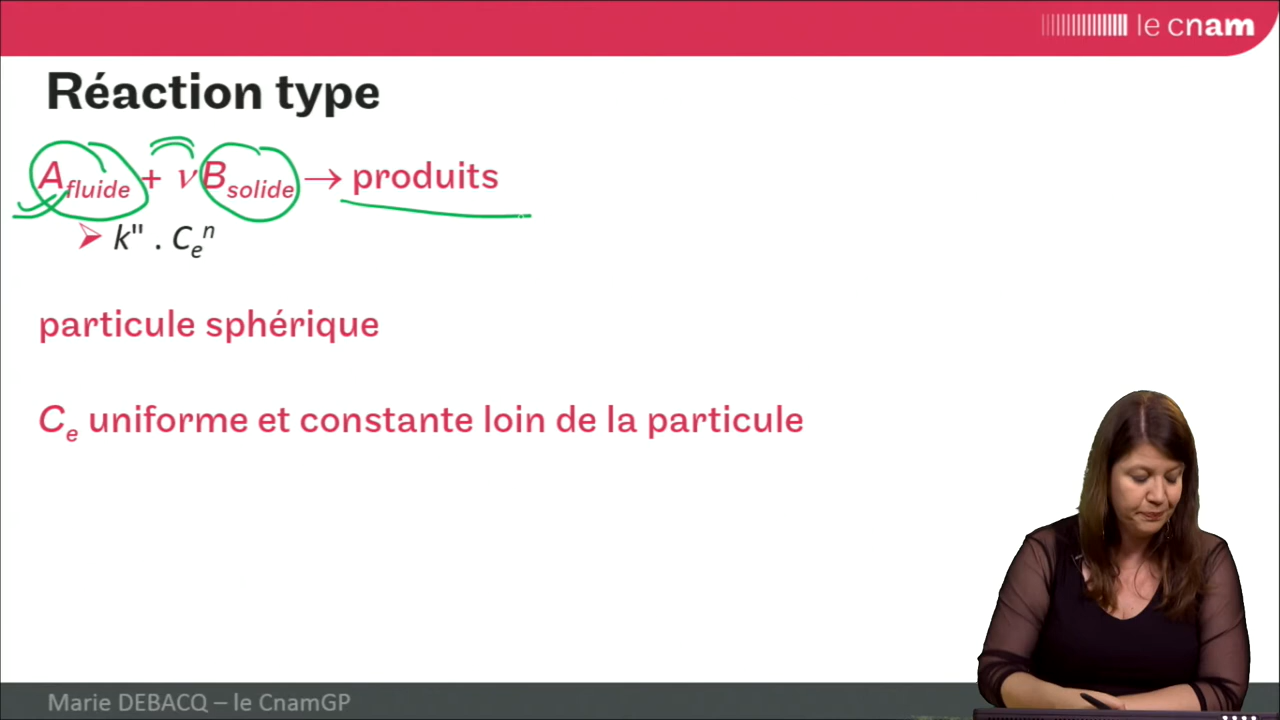 le cnam
Réaction type
A_fluide + ν B_solide → produits
➢ k" . C_e^n
particule sphérique
C_e uniforme et constante loin de la particule
Marie DEBACQ – le CnamGP